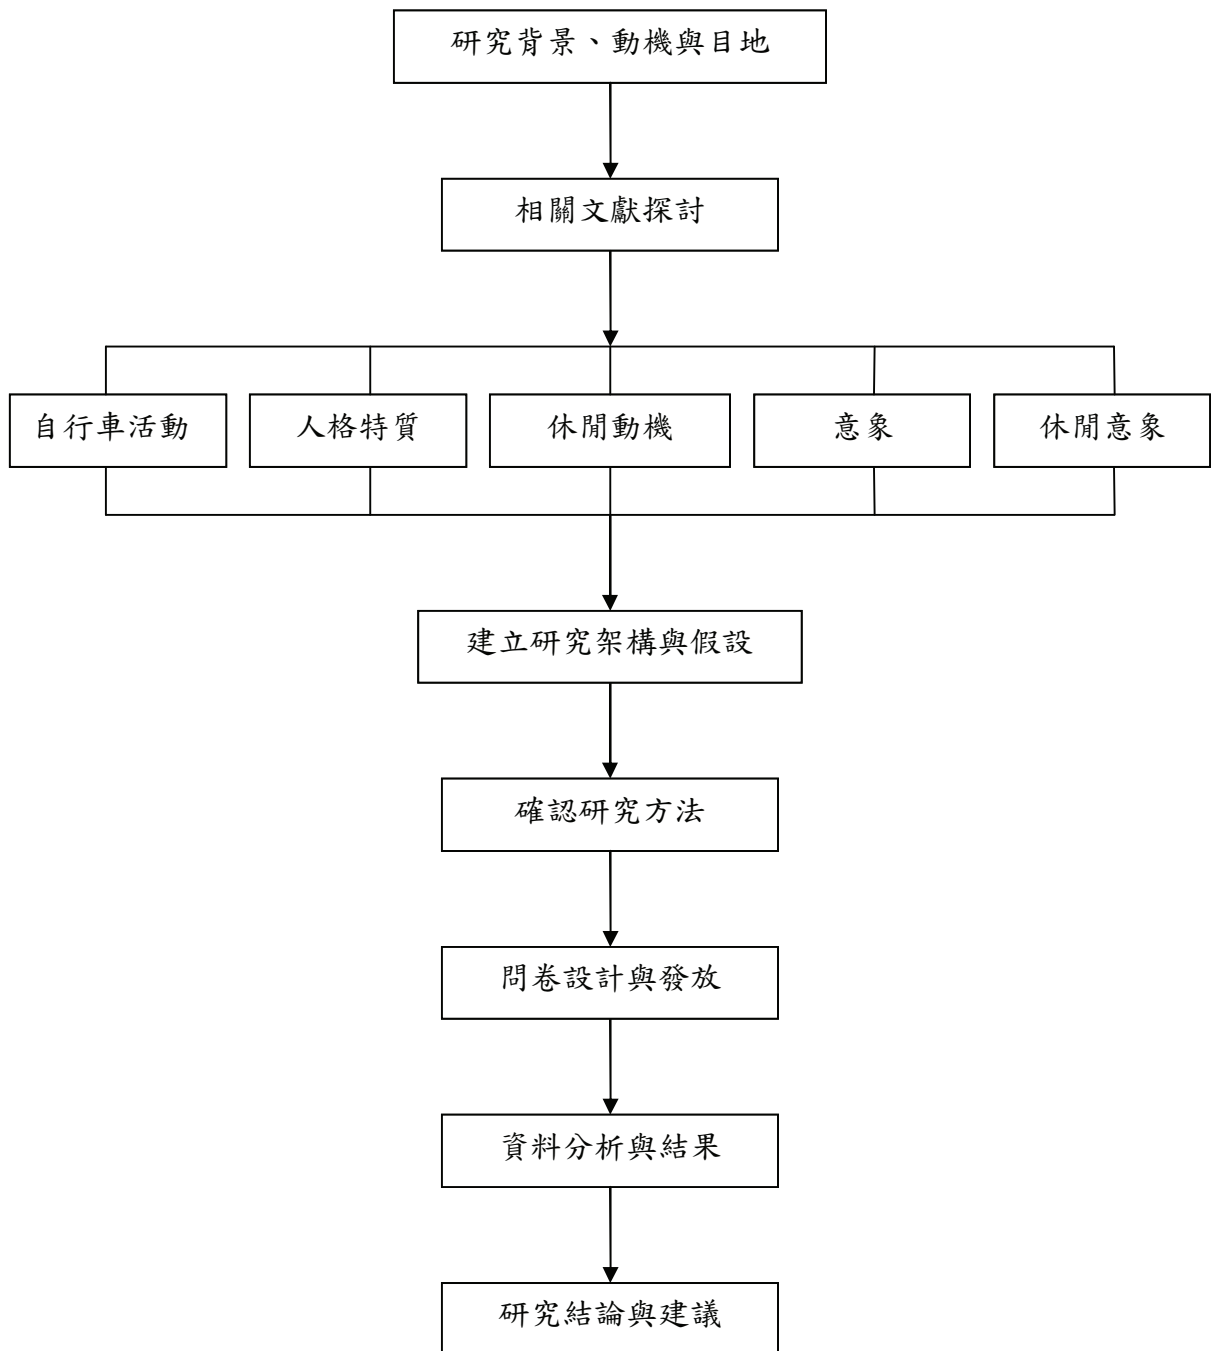 研究背景、動機與目地
相關文獻探討
自行車活動
人格特質
休閒動機
意象
休閒意象
建立研究架構與假設
確認研究方法
問卷設計與發放
資料分析與結果
研究結論與建議